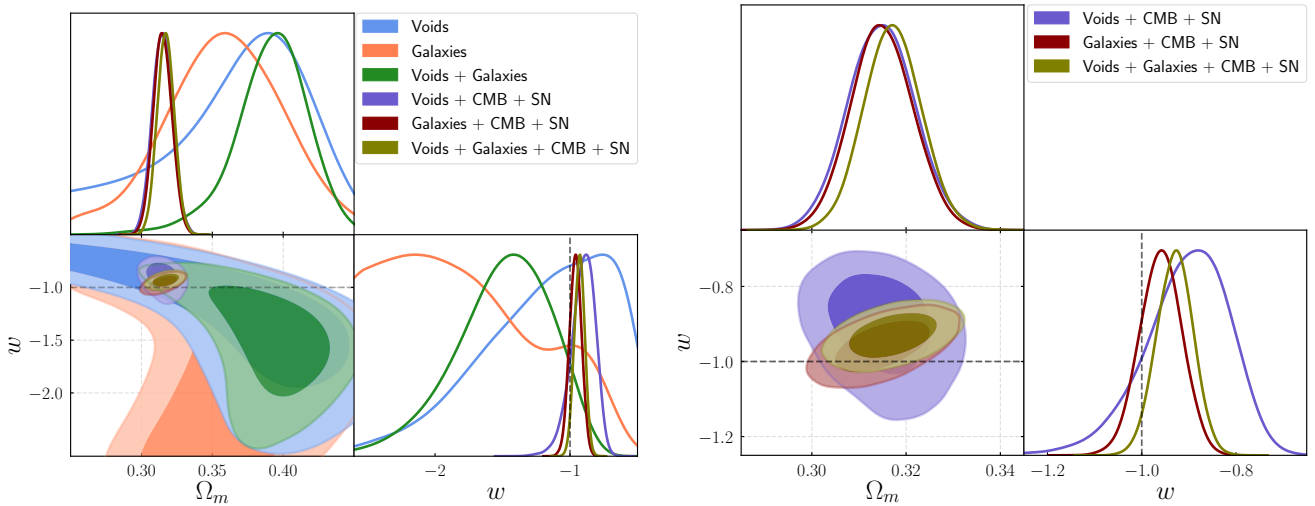 Voids
Galaxies
Voids + Galaxies
Voids + CMB + SN
Galaxies + CMB + SN
Voids + Galaxies + CMB + SN
−1.0
−1.5
−2.0
w
0.30 0.35 0.40
Ωm
−2 −1
w
Voids + CMB + SN
Galaxies + CMB + SN
Voids + Galaxies + CMB + SN
−0.8
−1.0
−1.2
w
0.30 0.32 0.34
Ωm
−1.2 −1.0 −0.8
w